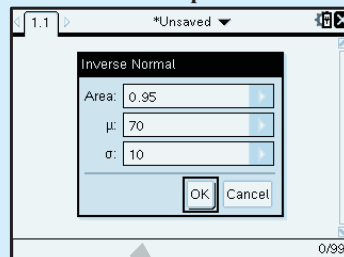 1.1 *Unsaved
Inverse Normal
Area: 0.95
μ: 70
σ: 10
OK Cancel
0/99